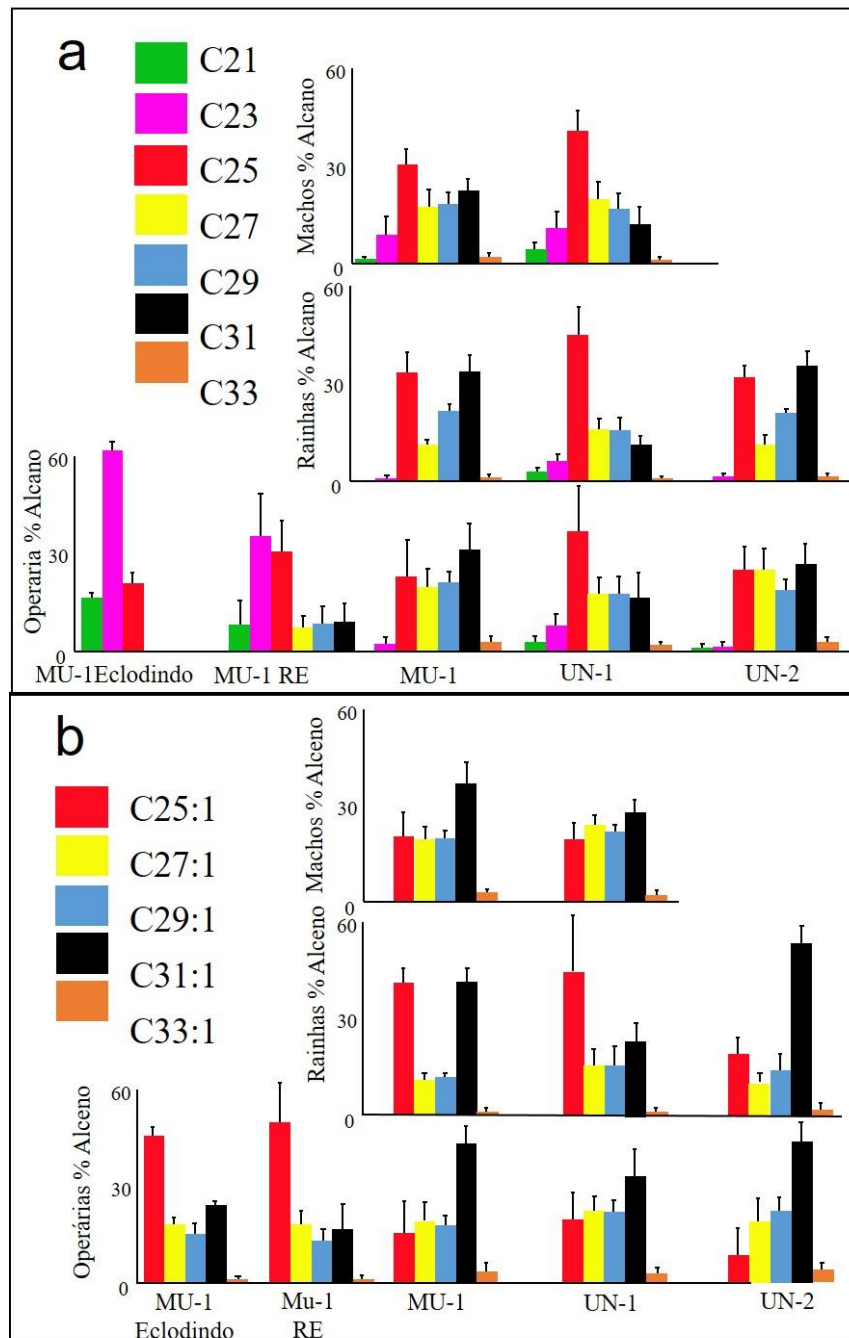 a
C21
C23
C25
C27
C29
C31
C33
Machos % Alcano
60
30
0
Rainhas % Alcano
60
30
0
Operaria % Alcano
60
30
0
MU-1Eclodindo
MU-1 RE
MU-1
UN-1
UN-2
b
C25:1
C27:1
C29:1
C31:1
C33:1
Machos % Alceno
60
30
0
Rainhas % Alceno
60
30
0
Operárias % Alceno
60
30
0
MU-1
Eclodindo
Mu-1
RE
MU-1
UN-1
UN-2